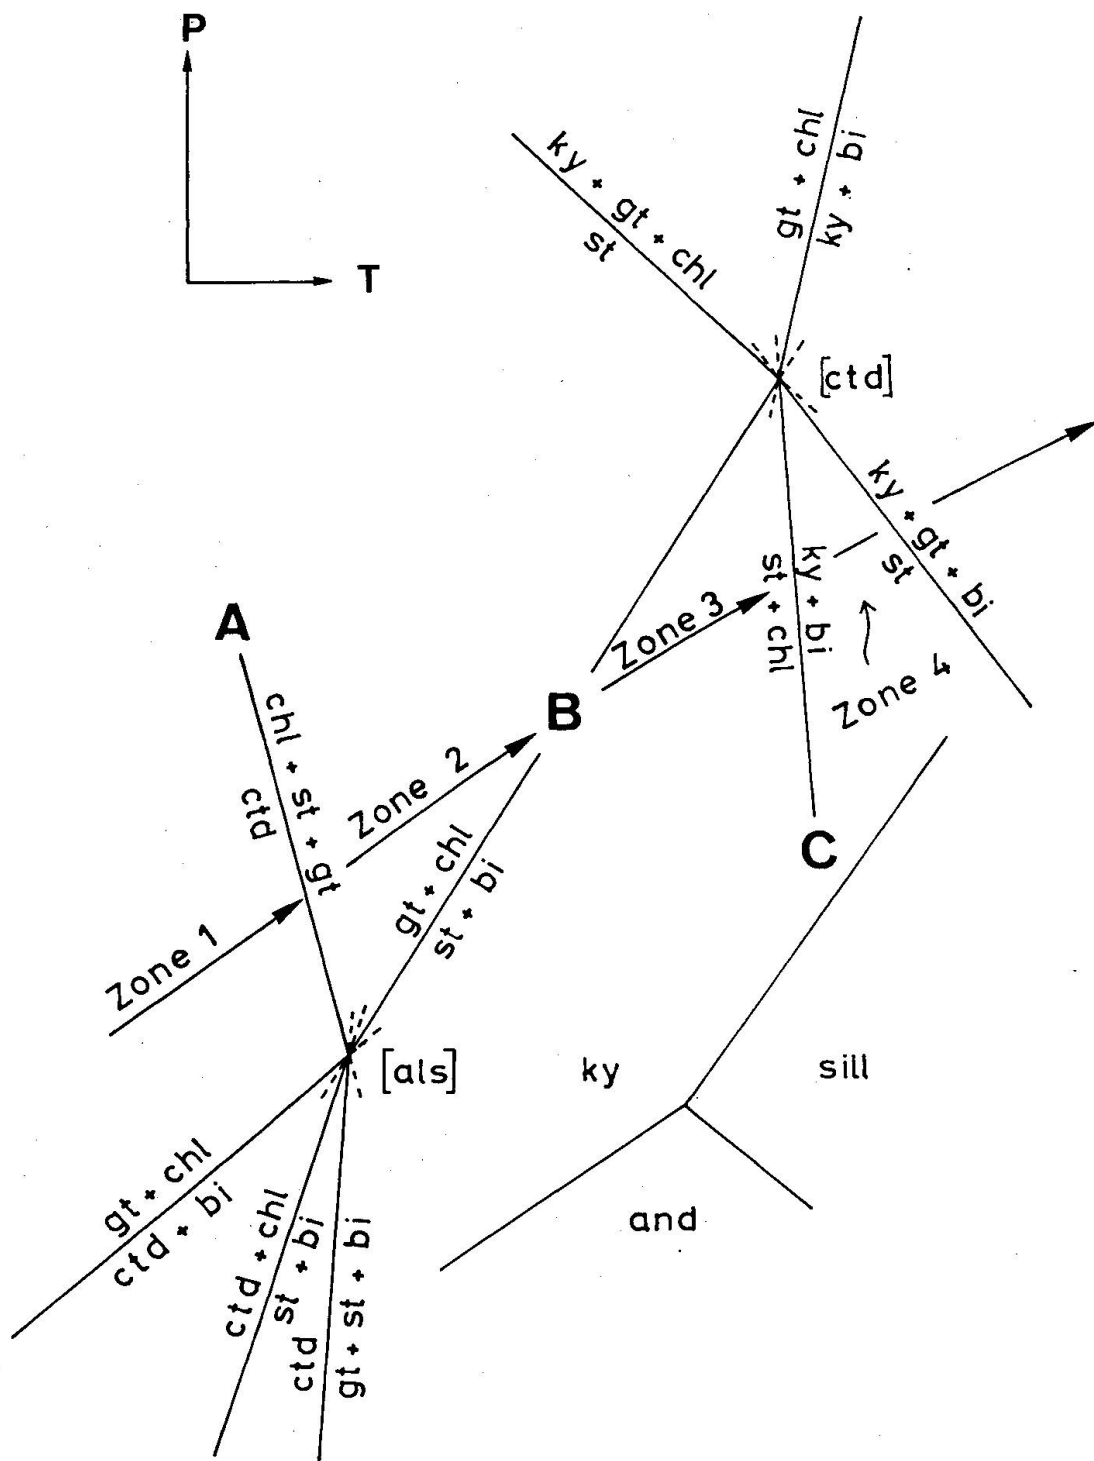 P
T
gt + chl
ky + bi
ky + gt + chl
st
[ctd]
ky + gt + bi
st
ky + bi
st + chl
Zone 3
Zone 4
A
B
C
chl + st + gt
ctd
Zone 2
Zone 1
gt + chl
st + bi
[als]
ky
sill
and
gt + chl
ctd + bi
ctd + chl
st + bi
ctd
gt + st + bi